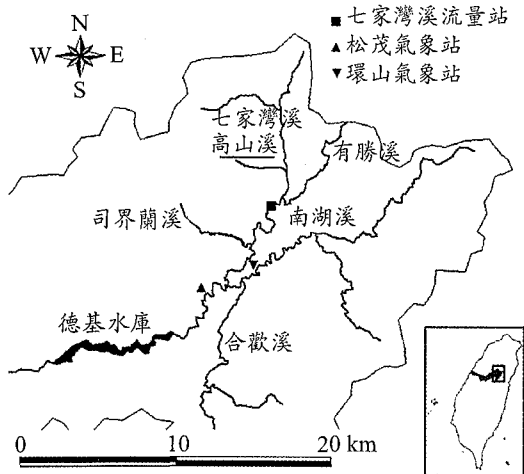 ■ 七家灣溪流量站
▲ 松茂氣象站
▼ 環山氣象站
N
W E
S
七家灣溪
高山溪
有勝溪
司界蘭溪
南湖溪
德基水庫
合歡溪
0 10 20 km